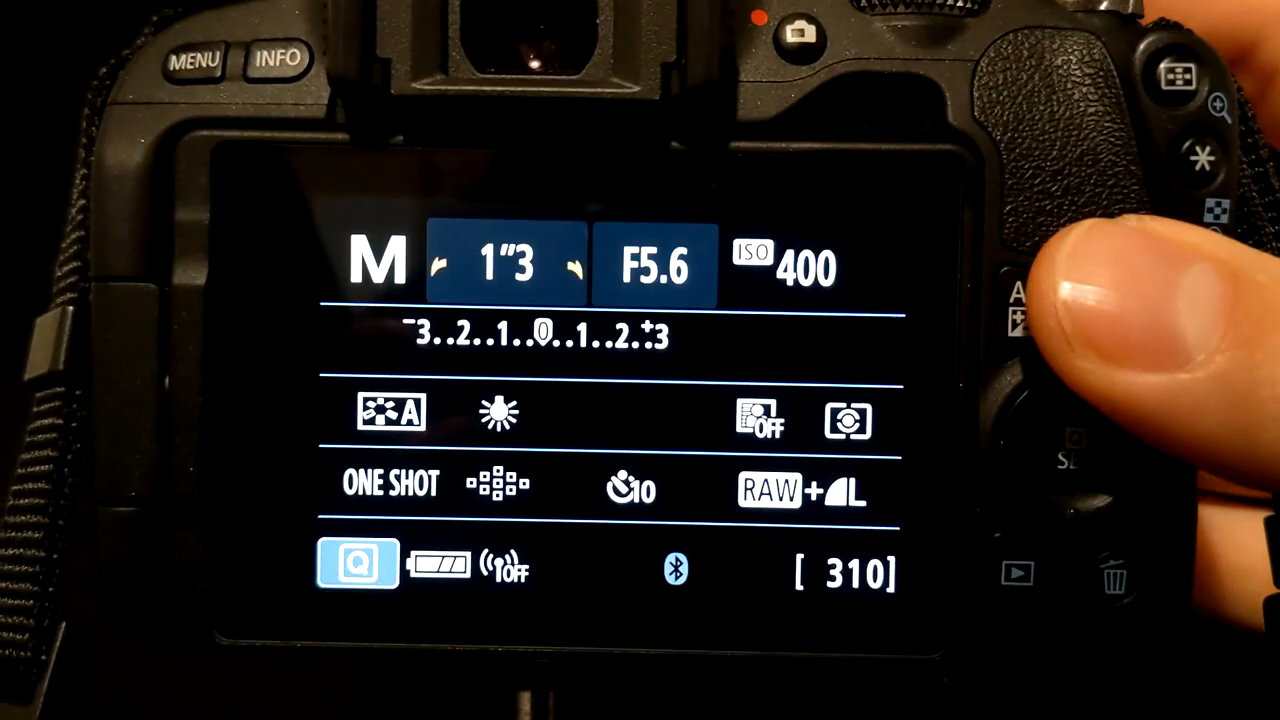 MENU INFO
M 1"3 F5.6 ISO 400
-3..2..1..0..1..2..+3
A OFF
ONE SHOT 10 RAW+L
Q OFF [ 310]
A
Q